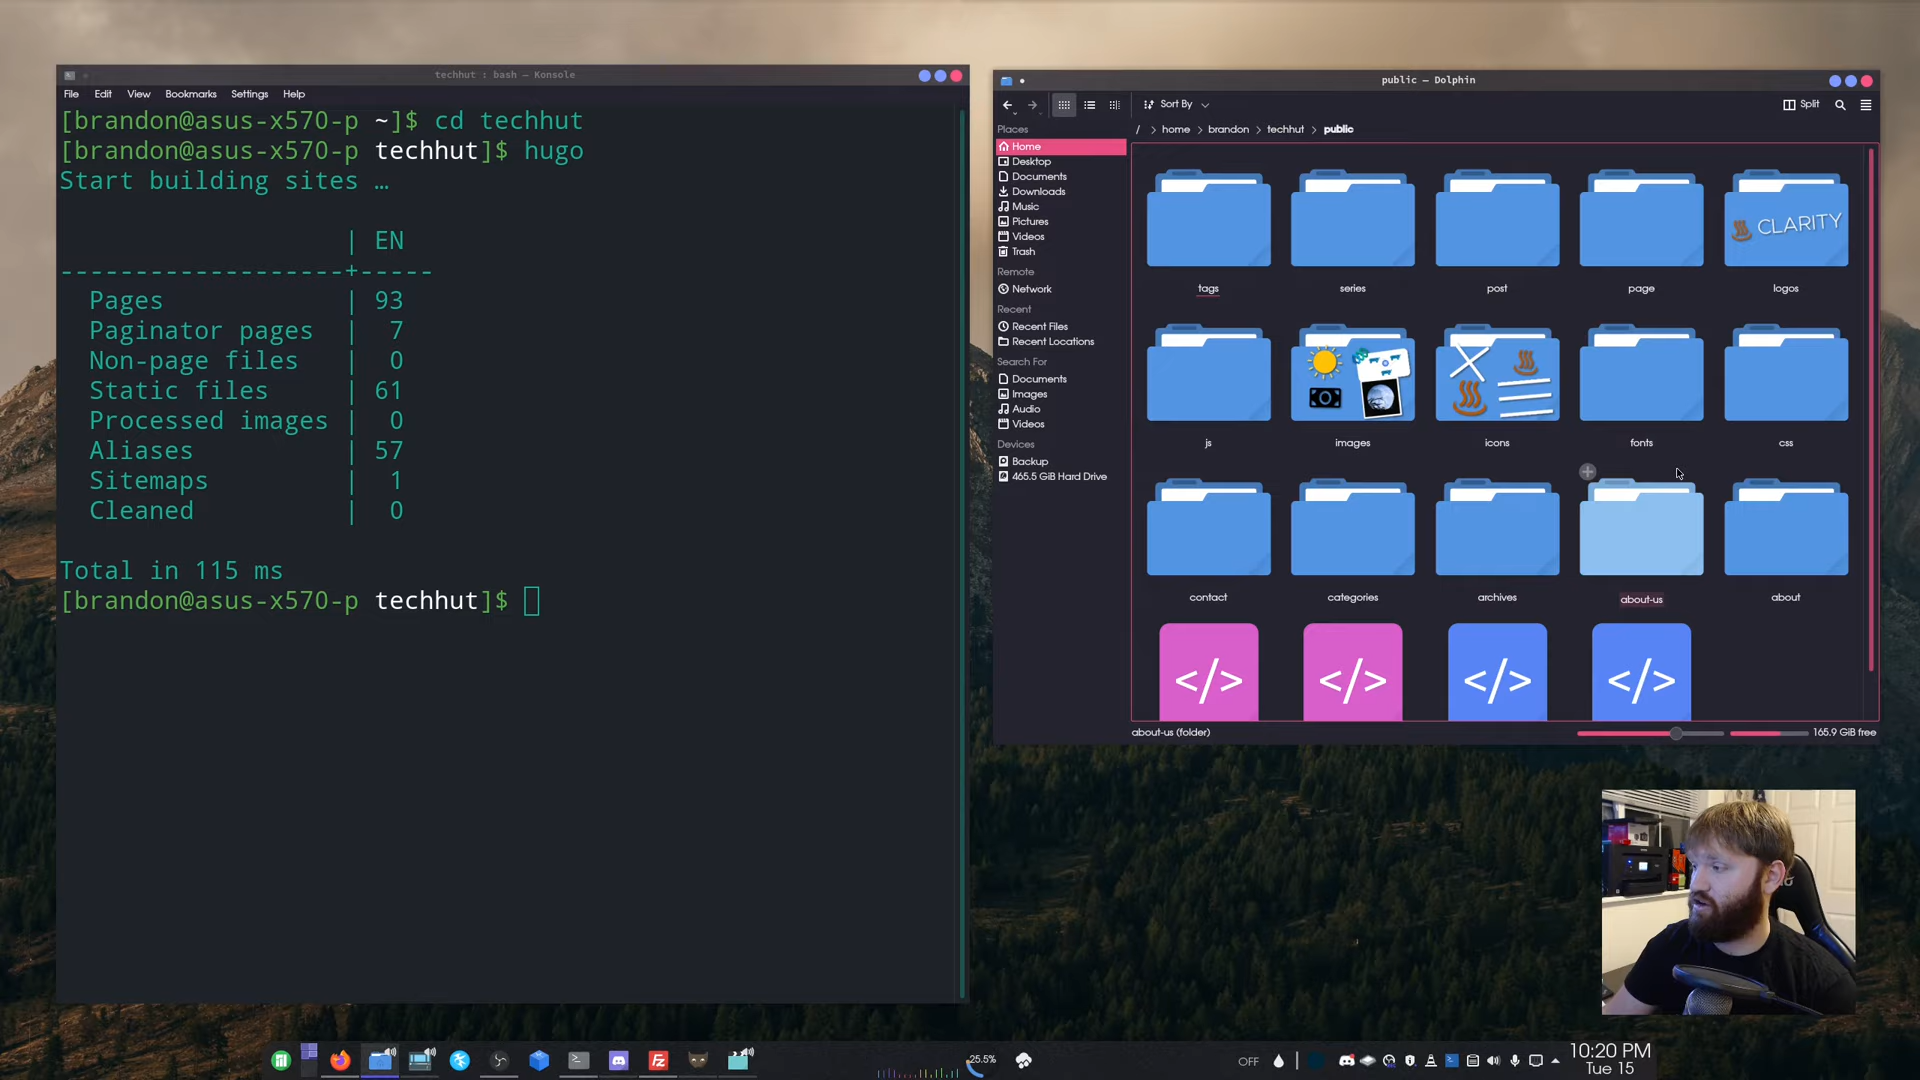 techhut : bash — Konsole
File Edit View Bookmarks Settings Help
[brandon@asus-x570-p ~]$ cd techhut
[brandon@asus-x570-p techhut]$ hugo
Start building sites …
| EN
-------------------+-----
Pages | 93
Paginator pages | 7
Non-page files | 0
Static files | 61
Processed images | 0
Aliases | 57
Sitemaps | 1
Cleaned | 0
Total in 115 ms
[brandon@asus-x570-p techhut]$
public — Dolphin
Sort By
Split
/ > home > brandon > techhut > public
Places
Home
Desktop
Documents
Downloads
Music
Pictures
Videos
Trash
Remote
Network
Recent
Recent Files
Recent Locations
Search For
Documents
Images
Audio
Videos
Devices
Backup
465.5 GiB Hard Drive
CLARITY
tags series post page logos
js images icons fonts css
contact categories archives about-us about
</> </> </> </>
about-us (folder)
165.9 GiB free
25.5%
OFF
10:20 PM
Tue 15